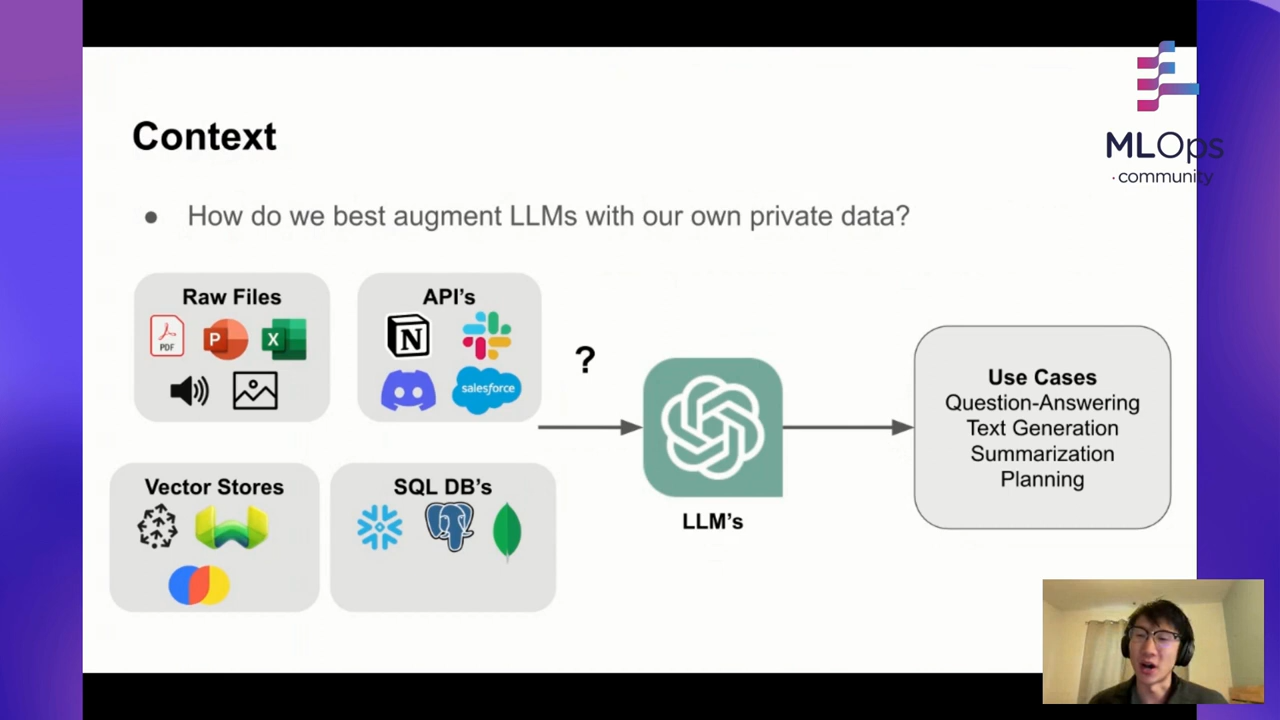 MLOps
community
Context
● How do we best augment LLMs with our own private data?
Raw Files
PDF
P
X
API's
N
salesforce
?
Vector Stores
SQL DB's
LLM's
Use Cases
Question-Answering
Text Generation
Summarization
Planning